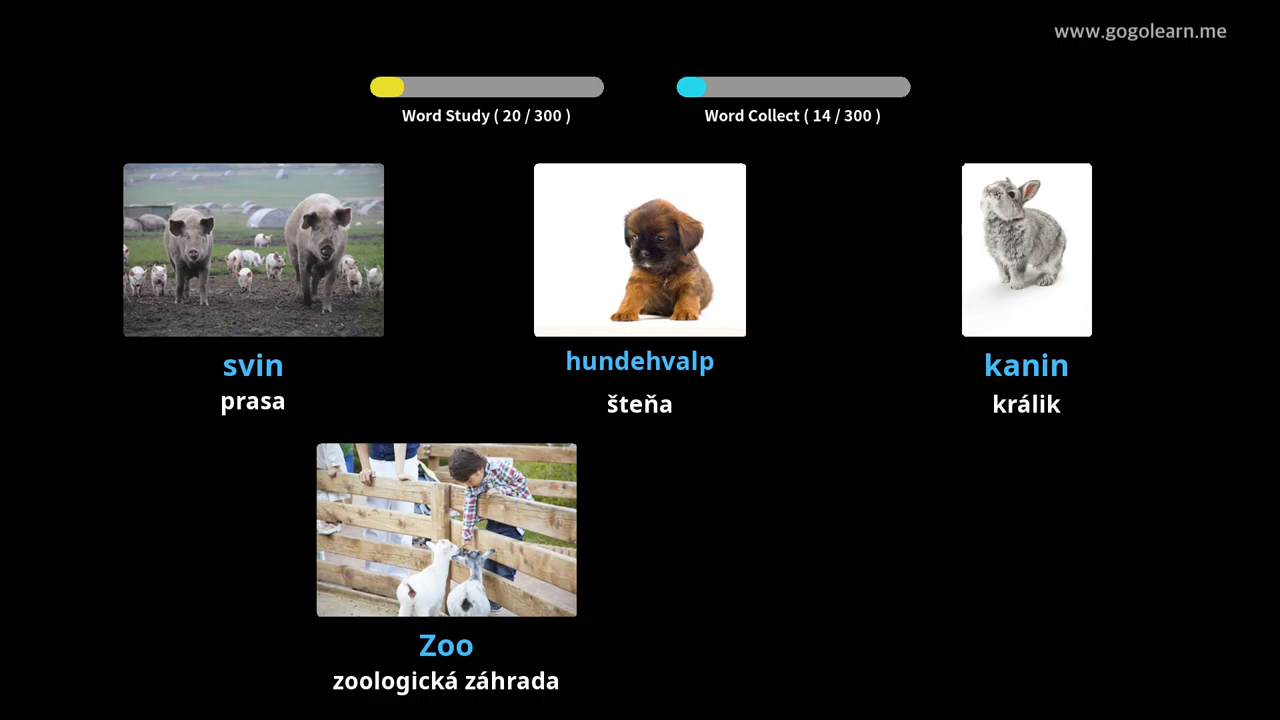 www.gogolearn.me
Word Study ( 20 / 300 )
Word Collect ( 14 / 300 )
svin
hundehvalp
kanin
prasa
šteňa
králik
Zoo
zoologická záhrada